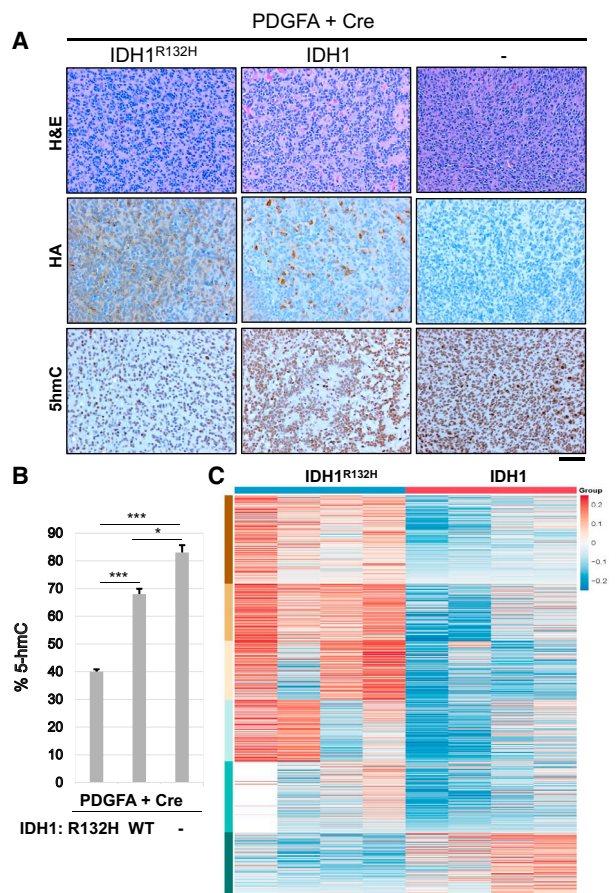 PDGFA + Cre
A
IDH1R132H IDH1 -
H&E
HA
5hmC
B
C
IDH1R132H IDH1
Group
0.2
0.1
0
−0.1
−0.2
***
*
***
90
80
70
60
50
40
30
20
10
0
% 5-hmC
PDGFA + Cre
IDH1: R132H WT -